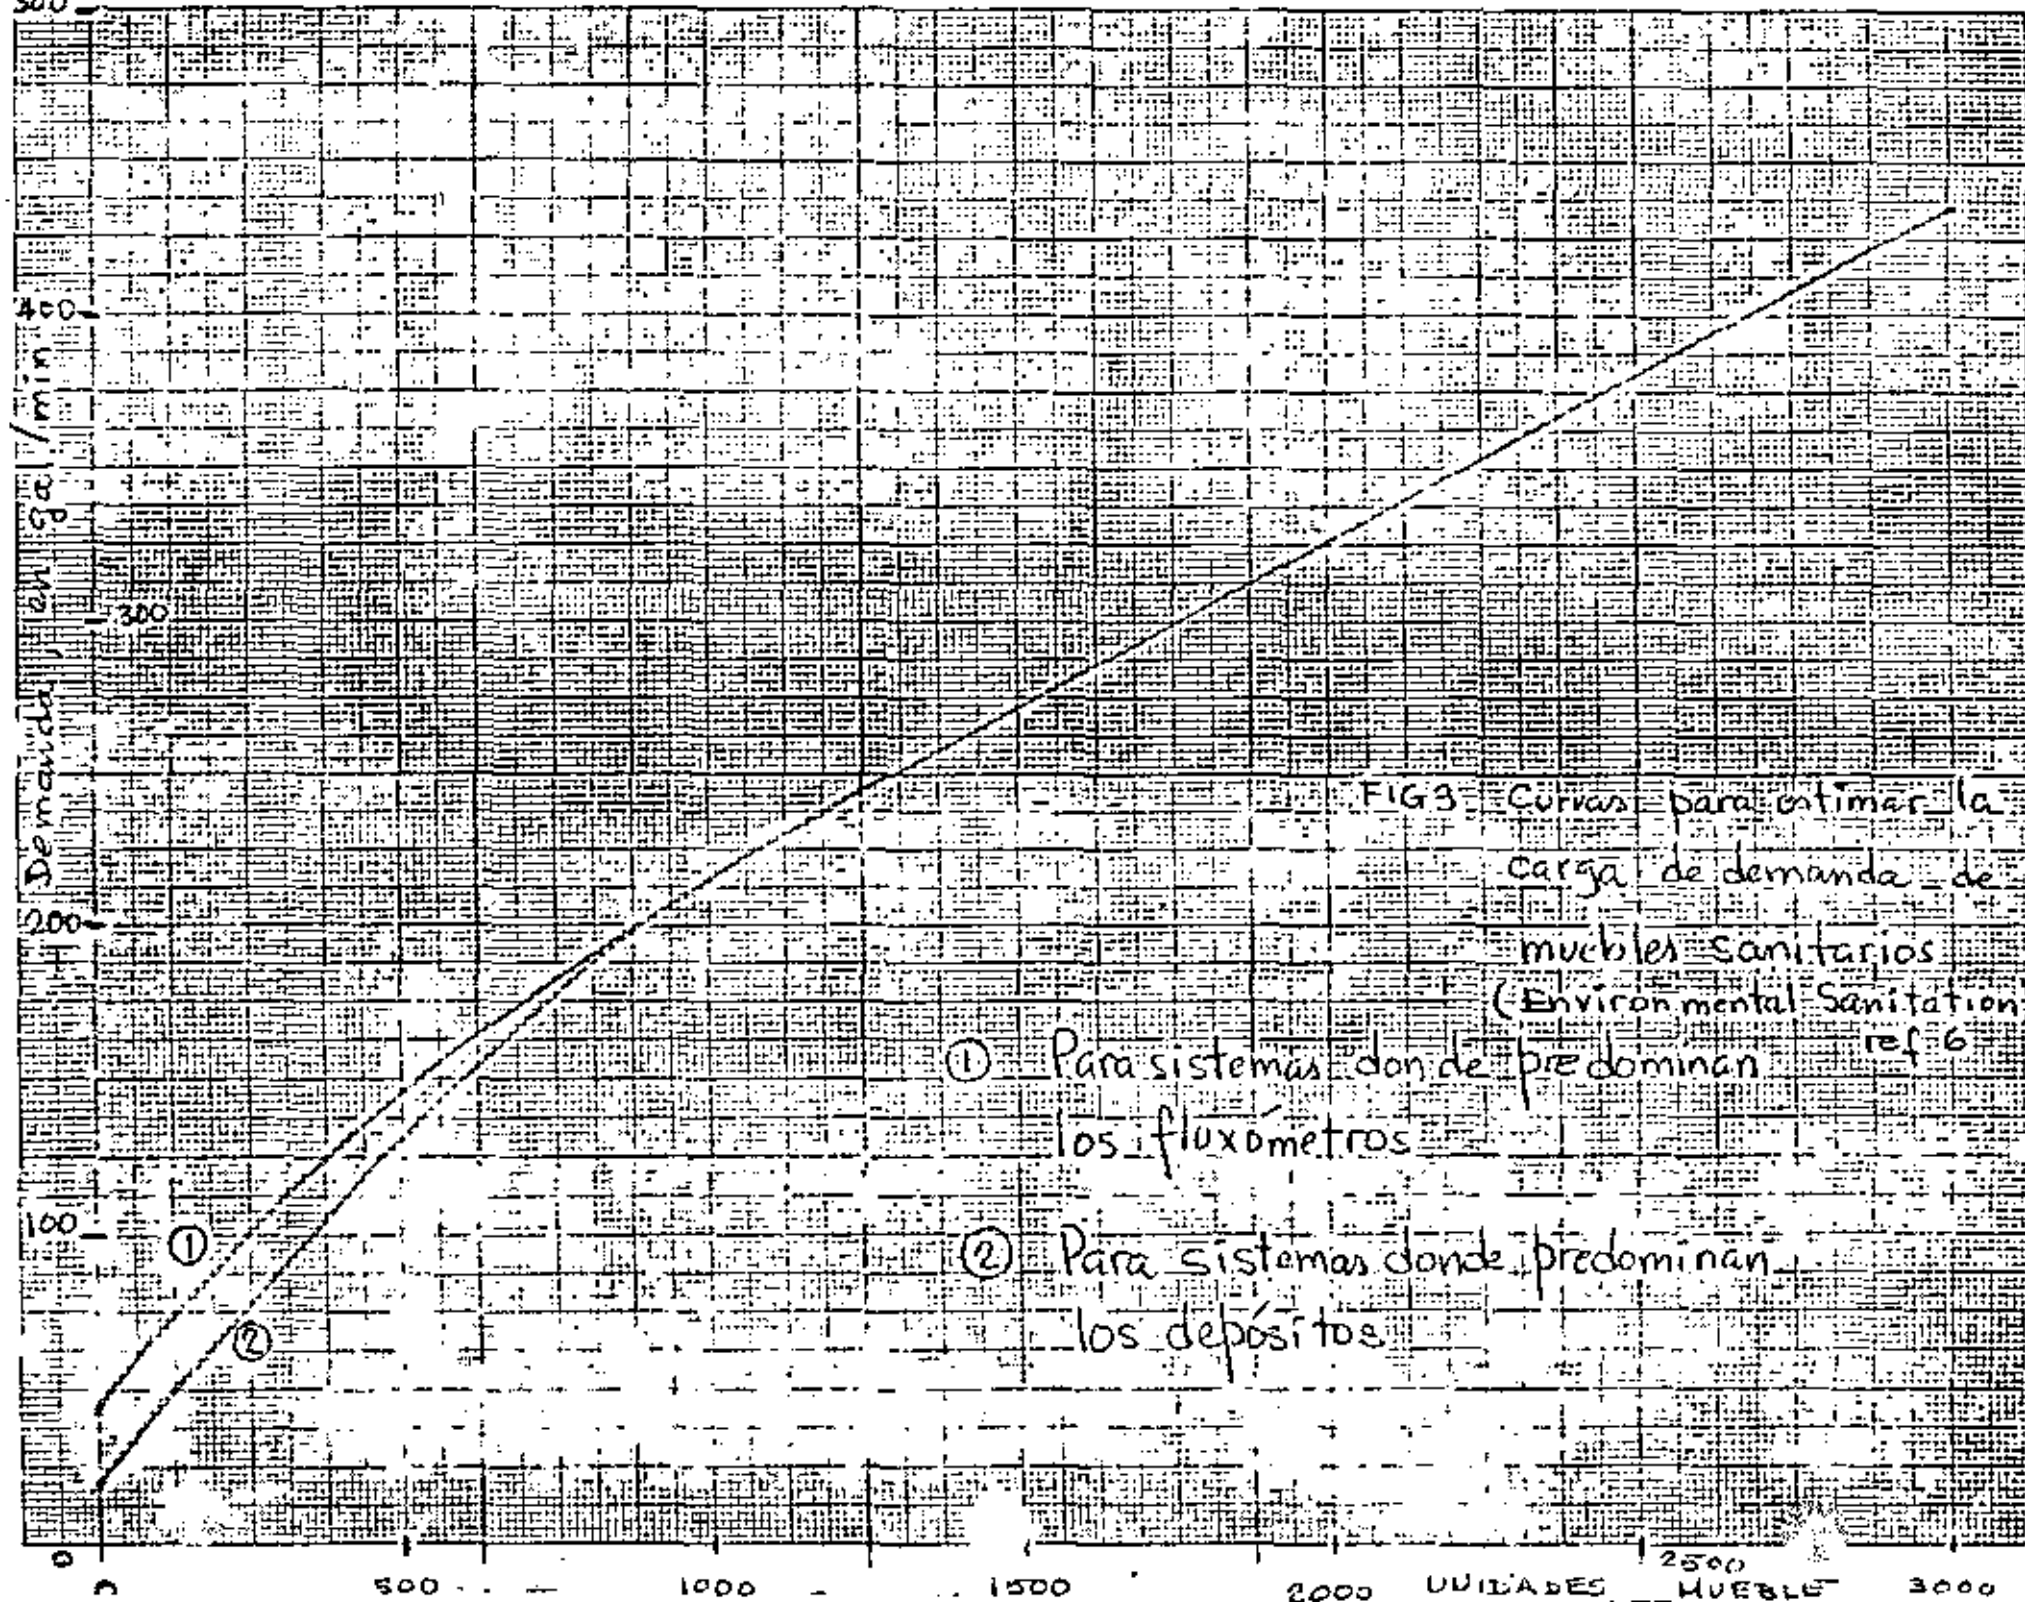 500
400
300
200
100
0
Demanda, en gal/min
FIG 3. Curvas para estimar la
carga de demanda de
muebles sanitarios
(Environmental Sanitation
ref 6
① Para sistemas donde predominan
los fluxómetros
② Para sistemas donde predominan
los depósitos
①
②
0 500 1000 1500 2000 2500 3000
UNIDADES MUEBLE